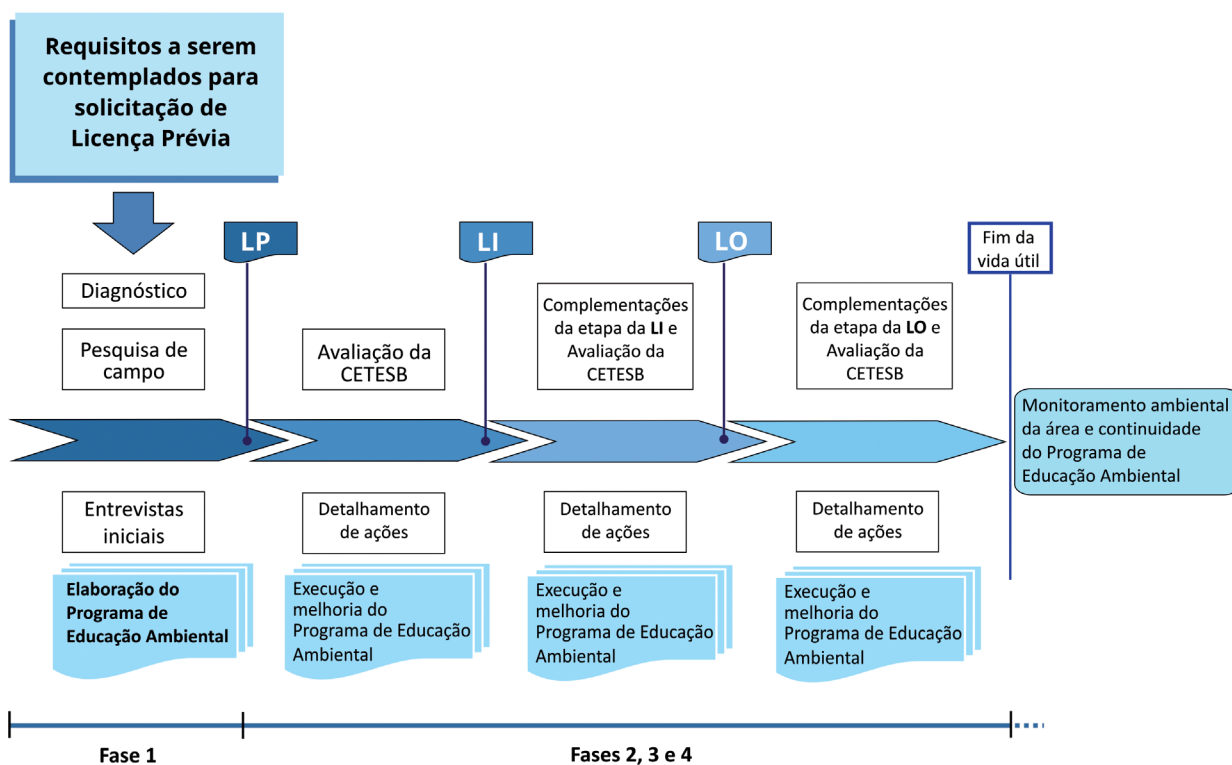 Requisitos a serem
contemplados para
solicitação de
Licença Prévia
LP
LI
LO
Fim da
vida útil
Diagnóstico
Pesquisa de
campo
Avaliação da
CETESB
Complementações
da etapa da LI e
Avaliação da
CETESB
Complementações
da etapa da LO e
Avaliação da
CETESB
Monitoramento ambiental
da área e continuidade
do Programa de
Educação Ambiental
Entrevistas
iniciais
Detalhamento
de ações
Detalhamento
de ações
Detalhamento
de ações
Elaboração do
Programa de
Educação Ambiental
Execução e
melhoria do
Programa de Educação
Ambiental
Execução e
melhoria do
Programa de Educação
Ambiental
Execução e
melhoria do
Programa de Educação
Ambiental
Fase 1
Fases 2, 3 e 4